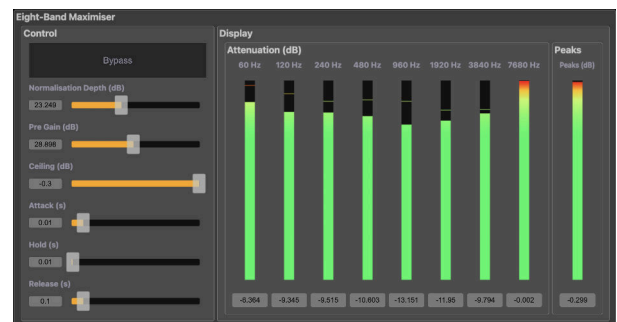 Eight-Band Maximiser
Control
Bypass
Normalisation Depth (dB)
23.249
Pre Gain (dB)
28.898
Ceiling (dB)
-0.3
Attack (s)
0.01
Hold (s)
0.01
Release (s)
0.1
Display
Attenuation (dB)
60 Hz 120 Hz 240 Hz 480 Hz 960 Hz 1920 Hz 3840 Hz 7680 Hz
-6.364 -9.345 -9.515 -10.603 -13.151 -11.95 -9.794 -0.002
Peaks
Peaks (dB)
-0.299